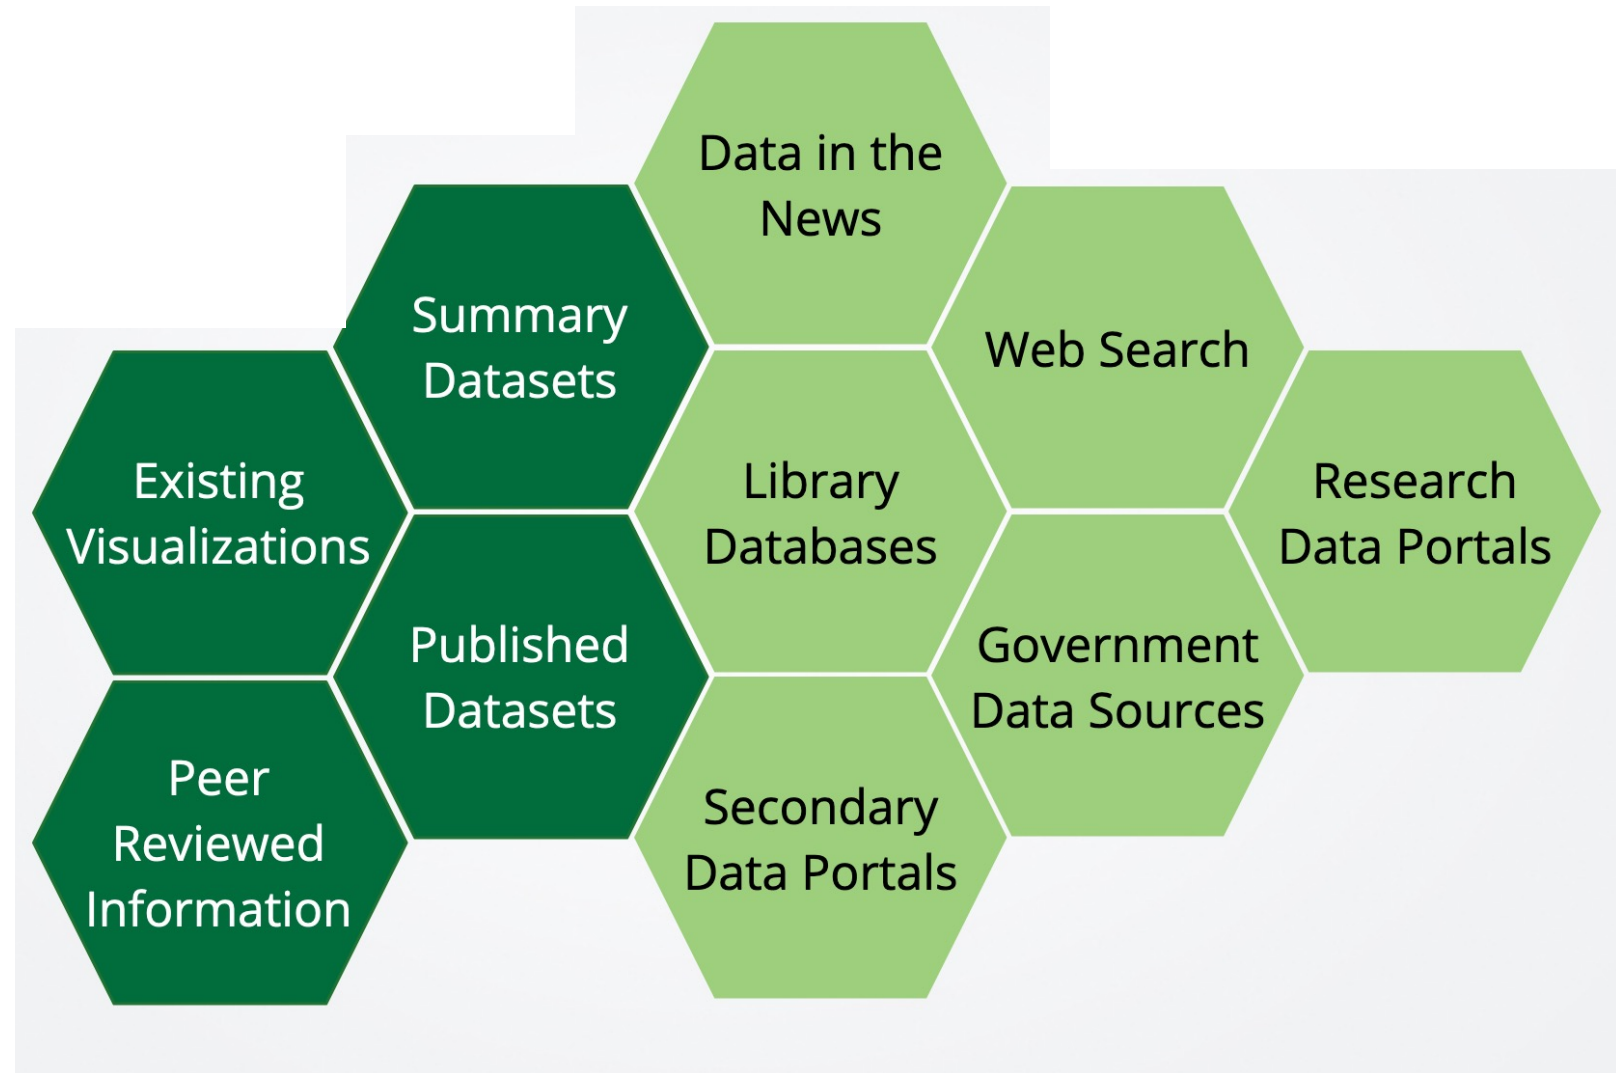 Data in the
News
Summary
Datasets
Web Search
Existing
Visualizations
Library
Databases
Research
Data Portals
Published
Datasets
Government
Data Sources
Peer
Reviewed
Information
Secondary
Data Portals